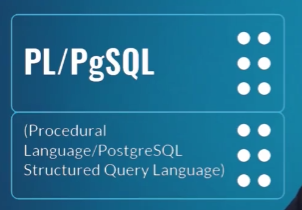 PL/PgSQL
(Procedural
Language/PostgreSQL
Structured Query Language)